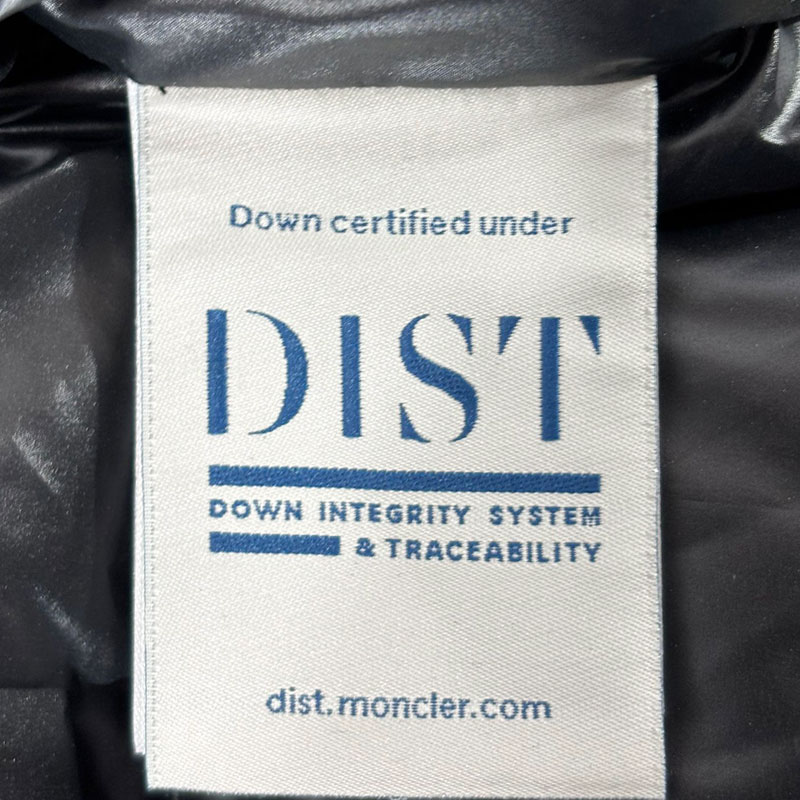 Down certified under
DIST
DOWN INTEGRITY SYSTEM
& TRACEABILITY
dist.moncler.com